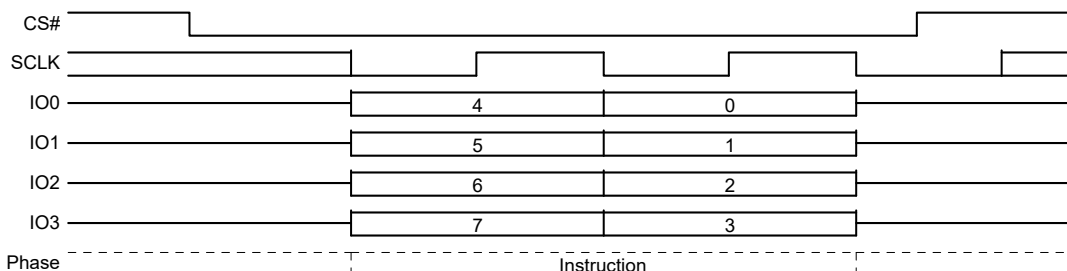 CS#
SCLK
IO0 4 0
IO1 5 1
IO2 6 2
IO3 7 3
Phase Instruction